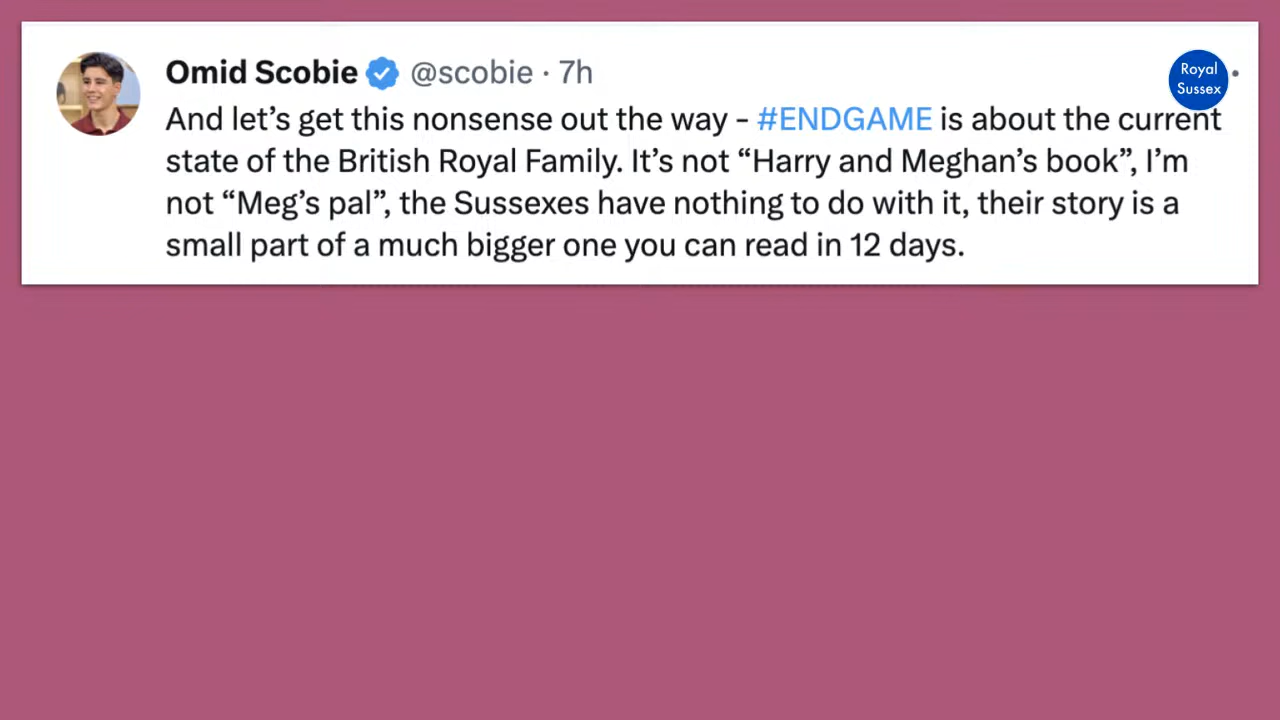 Omid Scobie @scobie · 7h
Royal
Sussex
And let’s get this nonsense out the way – #ENDGAME is about the current
state of the British Royal Family. It’s not “Harry and Meghan’s book”, I’m
not “Meg’s pal”, the Sussexes have nothing to do with it, their story is a
small part of a much bigger one you can read in 12 days.